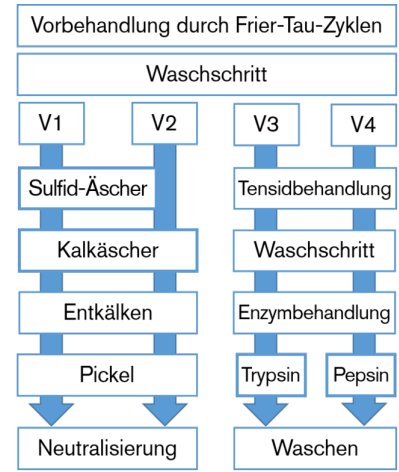 Vorbehandlung durch Frier-Tau-Zyklen
Waschschritt
V1 V2 V3 V4
Sulfid-Äscher Tensidbehandlung
Kalkäscher Waschschritt
Entkälken Enzymbehandlung
Pickel Trypsin Pepsin
Neutralisierung Waschen